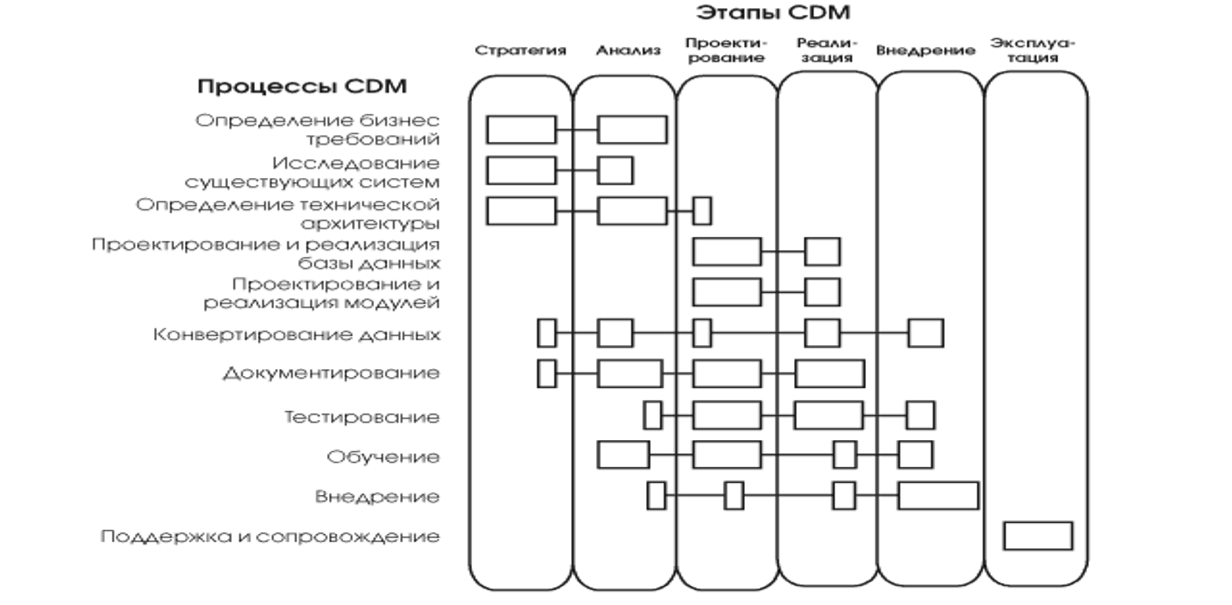 Этапы CDM
Стратегия
Анализ
Проекти-
рование
Реали-
зация
Внедрение
Эксплуа-
тация
Процессы CDM
Определение бизнес
требований
Исследование
существующих систем
Определение технической
архитектуры
Проектирование и реализация
базы данных
Проектирование и
реализация модулей
Конвертирование данных
Документирование
Тестирование
Обучение
Внедрение
Поддержка и сопровождение